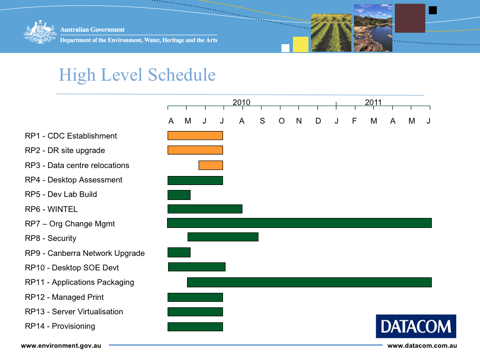 Australian Government
Department of the Environment, Water, Heritage and the Arts
High Level Schedule
2010 2011
A M J J A S O N D J F M A M J
RP1 - CDC Establishment
RP2 - DR site upgrade
RP3 - Data centre relocations
RP4 - Desktop Assessment
RP5 - Dev Lab Build
RP6 - WINTEL
RP7 – Org Change Mgmt
RP8 - Security
RP9 - Canberra Network Upgrade
RP10 - Desktop SOE Devt
RP11 - Applications Packaging
RP12 - Managed Print
RP13 - Server Virtualisation
RP14 - Provisioning
DATACOM
www.environment.gov.au www.datacom.com.au